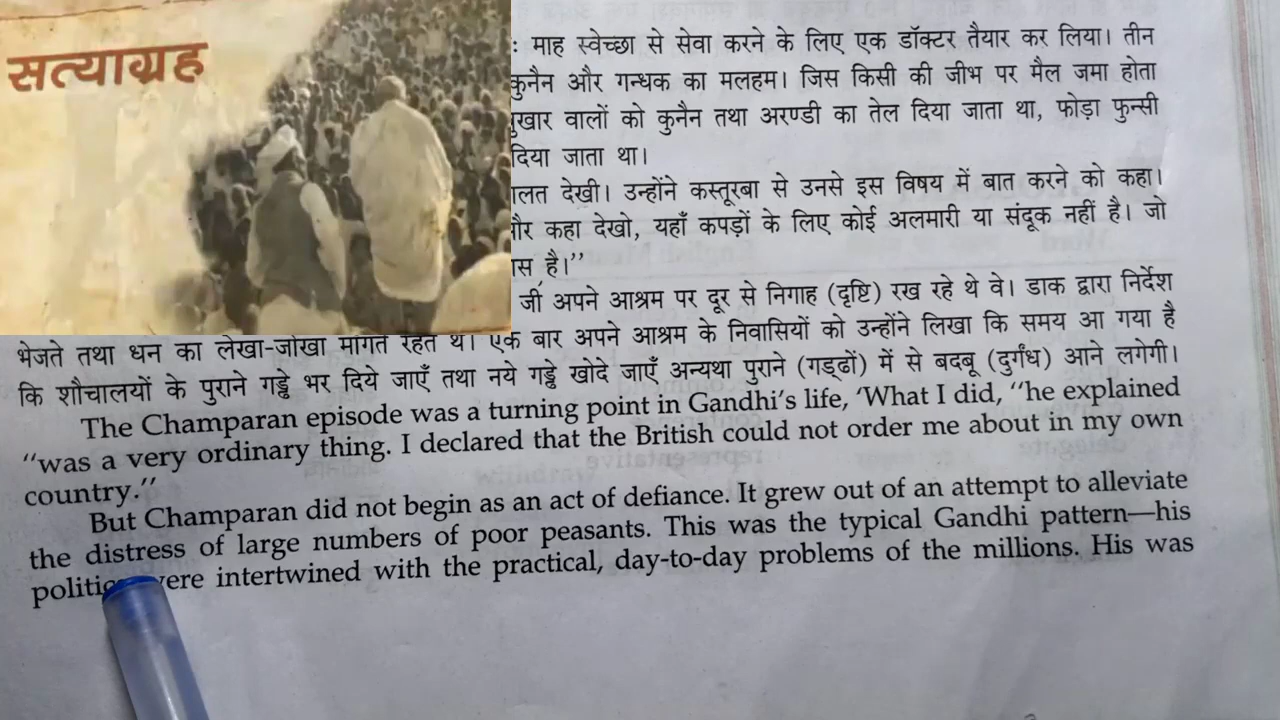 सत्याग्रह
: माह स्वेच्छा से सेवा करने के लिए एक डॉक्टर तैयार कर लिया। तीन
कुनैन और गन्धक का मलहम। जिस किसी की जीभ पर मैल जमा होता
वालों को कुनैन तथा अरण्डी का तेल दिया जाता था, फोड़ा फुन्सी
दिया जाता था।
देखी। उन्होंने कस्तूरबा से उनसे इस विषय में बात करने को कहा।
कहा देखो, यहाँ कपड़ों के लिए कोई अलमारी या संदूक नहीं है। जो
है।”
जी अपने आश्रम पर दूर से निगाह (दृष्टि) रख रहे थे वे। डाक द्वारा निर्देश
भेजते तथा धन का लेखा-जोखा मांगते रहते थे। एक बार अपने आश्रम के निवासियों को उन्होंने लिखा कि समय आ गया है
कि शौचालयों के पुराने गड्ढे भर दिये जाएँ तथा नये गड्ढे खोदे जाएँ अन्यथा पुराने (गड्ढों) में से बदबू (दुर्गंध) आने लगेगी।
The Champaran episode was a turning point in Gandhi’s life, ‘What I did, “he explained
“was a very ordinary thing. I declared that the British could not order me about in my own
country.”
But Champaran did not begin as an act of defiance. It grew out of an attempt to alleviate
the distress of large numbers of poor peasants. This was the typical Gandhi pattern—his
were intertwined with the practical, day-to-day problems of the millions. His was